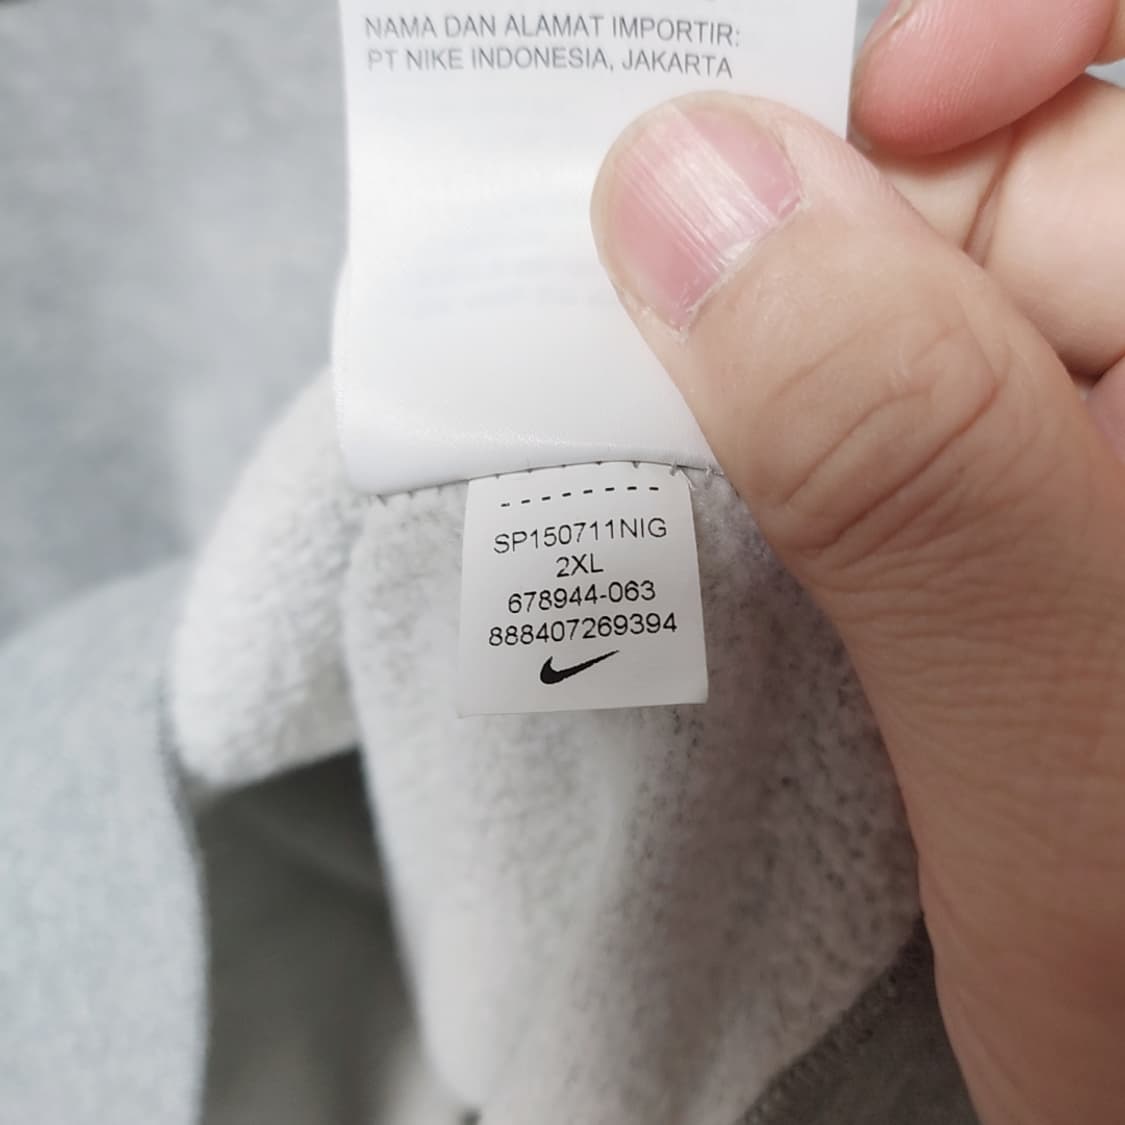 NAMA DAN ALAMAT IMPORTIR:
PT NIKE INDONESIA, JAKARTA
SP150711NIG
2XL
678944-063
888407269394